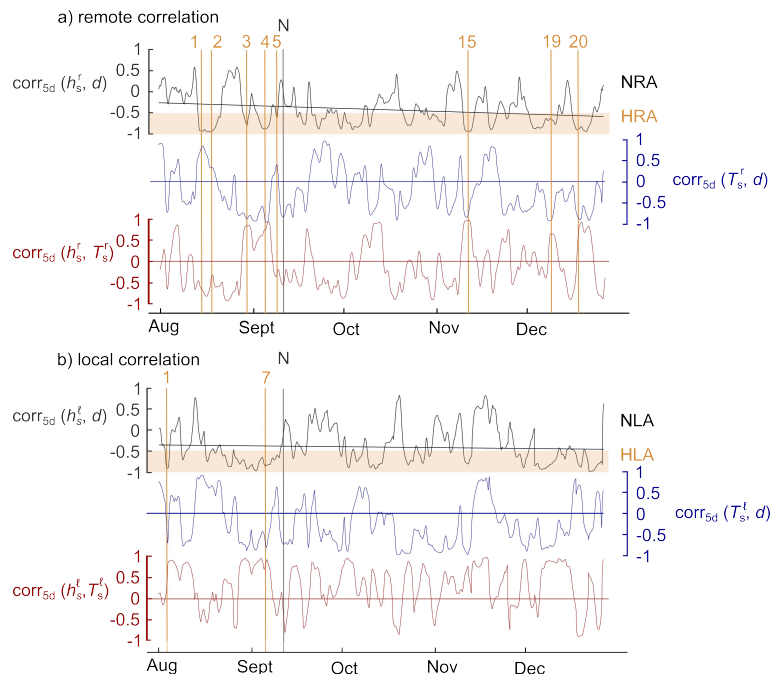 a) remote correlation
N
1 2 3 4 5 15 19 20
1
0.5
0
-0.5
-1
corr5d (hsr, d)
NRA
HRA
1
0.5
0
-0.5
-1
corr5d (Tsr, d)
1
0.5
0
-0.5
-1
corr5d (hsr, Tsr)
Aug Sept Oct Nov Dec
b) local correlation
N
1 7
1
0.5
0
-0.5
-1
corr5d (hsℓ, d)
NLA
HLA
1
0.5
0
-0.5
-1
corr5d (Tsℓ, d)
1
0.5
0
-0.5
-1
corr5d (hsℓ, Tsℓ)
Aug Sept Oct Nov Dec